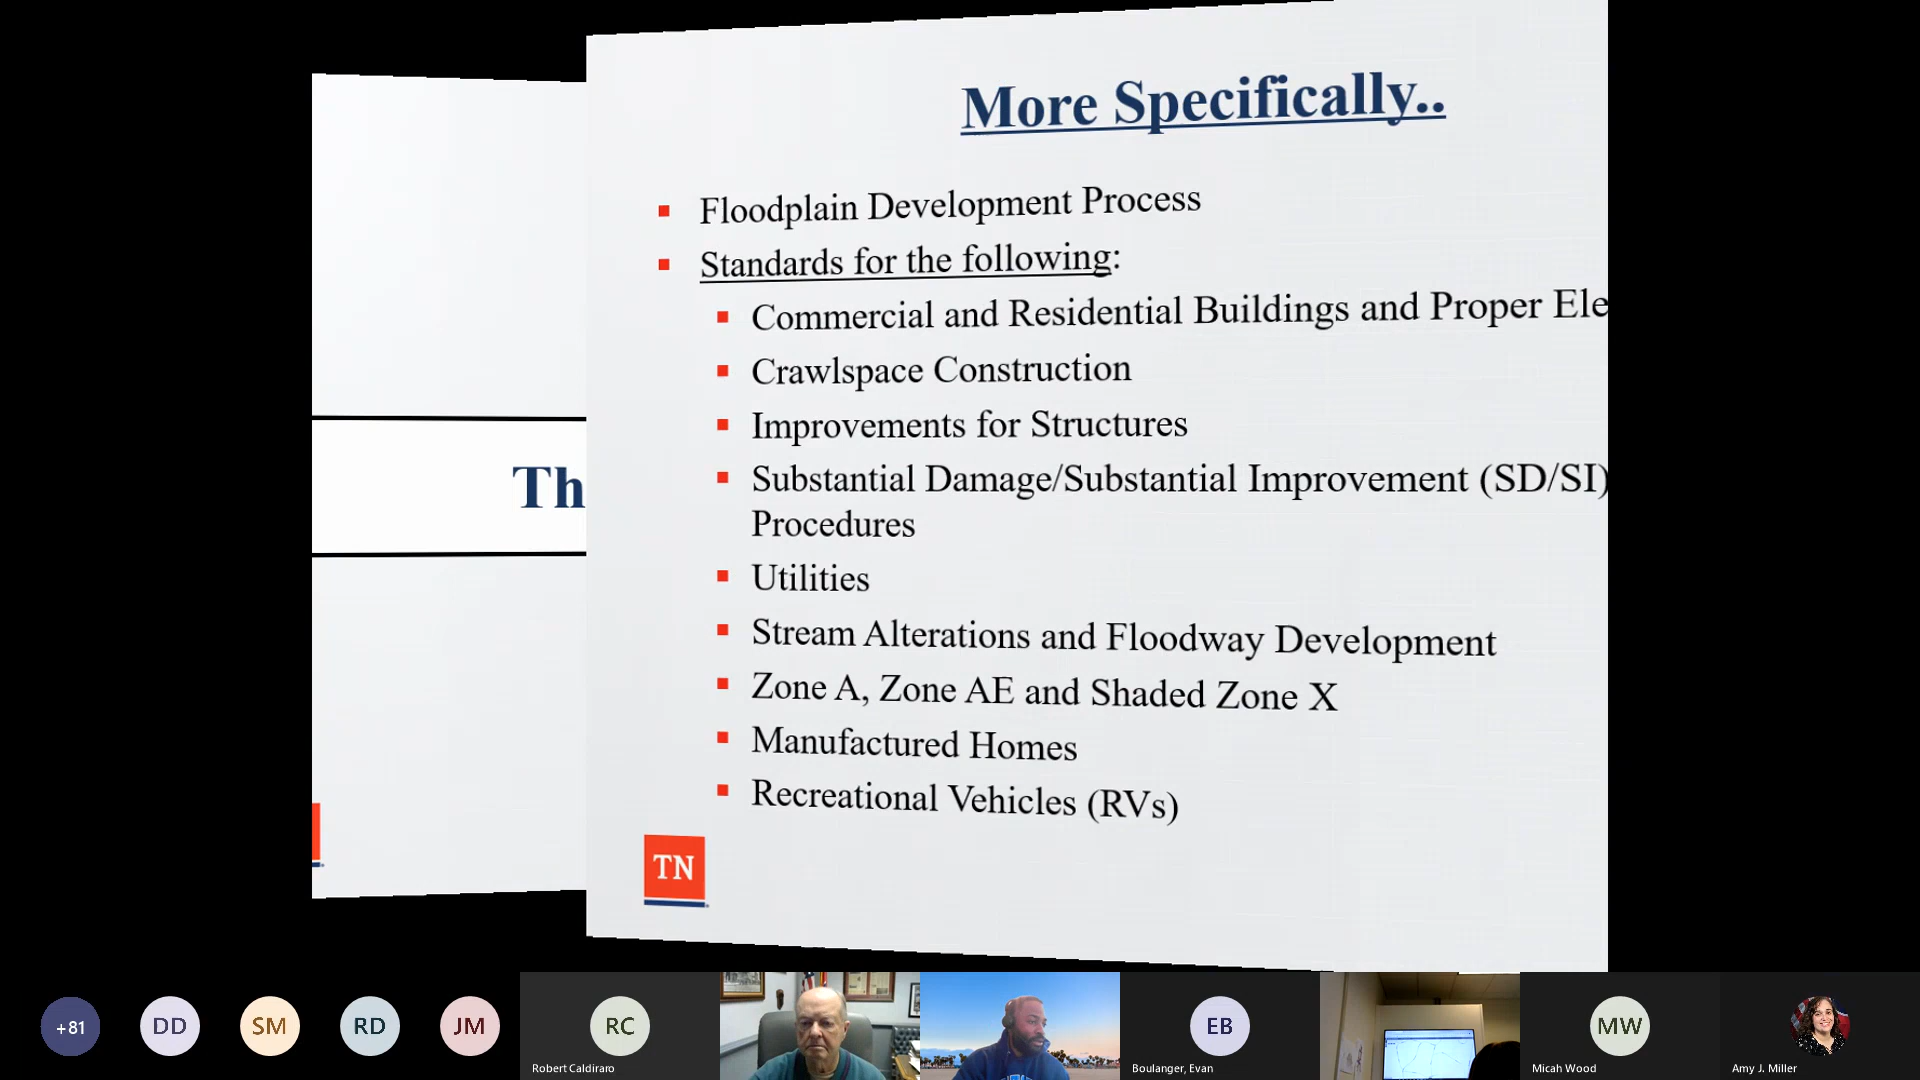 More Specifically..
Floodplain Development Process
Standards for the following:
Commercial and Residential Buildings and Proper Ele
Crawlspace Construction
Improvements for Structures
Substantial Damage/Substantial Improvement (SD/SI)
Procedures
Utilities
Stream Alterations and Floodway Development
Zone A, Zone AE and Shaded Zone X
Manufactured Homes
Recreational Vehicles (RVs)
TN
Th
+81
DD
SM
RD
JM
RC
Robert Caldiraro
EB
Boulanger, Evan
MW
Micah Wood
Amy J. Miller